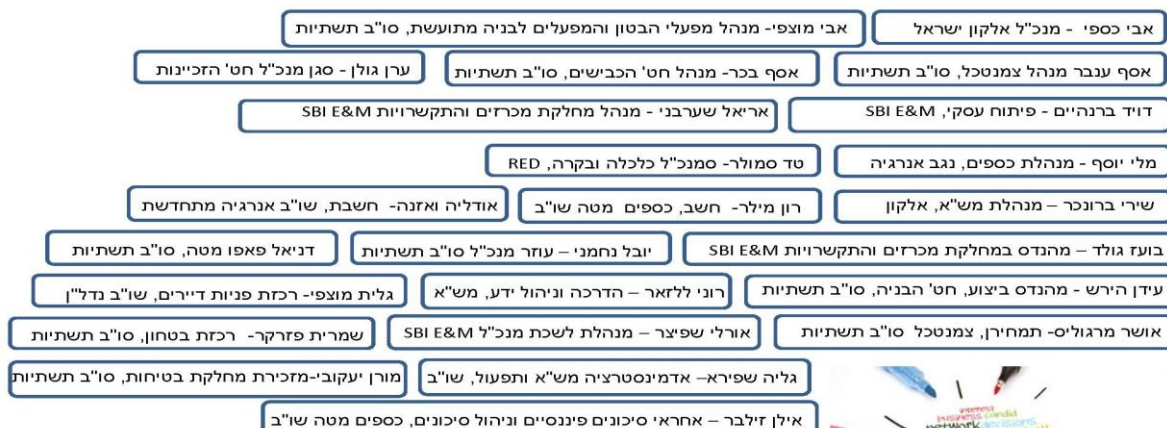 אבי כספי - מנכ"ל אלקון ישראל
אבי מוצפי- מנהל מפעלי הבטון והמפעלים לבניה מתועשת, סו"ב תשתיות
אסף ענבר מנהל צמנטכל, סו"ב תשתיות
אסף בכר- מנהל חט' הכבישים, סו"ב תשתיות
ערן גולן - סגן מנכ"ל חט' הזכיינות
דויד ברנהיים - פיתוח עסקי, SBI E&M
אריאל שערבני - מנהל מחלקת מכרזים והתקשרויות SBI E&M
מלי יוסף - מנהלת כספים, נגב אנרגיה
טד סמולר- סמנכ"ל כלכלה ובקרה, RED
שירי ברונכר – מנהלת מש"א, אלקון
רון מילר- חשב, כספים מטה שו"ב
אודליה ואזנה- חשבת, שו"ב אנרגיה מתחדשת
בועז גולד – מהנדס במחלקת מכרזים והתקשרויות SBI E&M
יובל נחמני – עוזר מנכ"ל סו"ב תשתיות
דניאל פאפו מטה, סו"ב תשתיות
עידן הירש - מהנדס ביצוע, חט' הבניה, סו"ב תשתיות
רוני ללזאר – הדרכה וניהול ידע, מש"א
גלית מוצפי- רכזת פניות דיירים, שו"ב נדל"ן
אושר מרגוליס- תמחירן, צמנטכל סו"ב תשתיות
אורלי שפיצר – מנהלת לשכת מנכ"ל SBI E&M
שמרית פזרקר- רכזת בטחון, סו"ב תשתיות
גליה שפירא– אדמינסטרציה מש"א ותפעול, שו"ב
מורן יעקובי-מזכירת מחלקת בטיחות, סו"ב תשתיות
אילן זילבר – אחראי סיכונים פיננסיים וניהול סיכונים, כספים מטה שו"ב
interest
business candid
network decisions